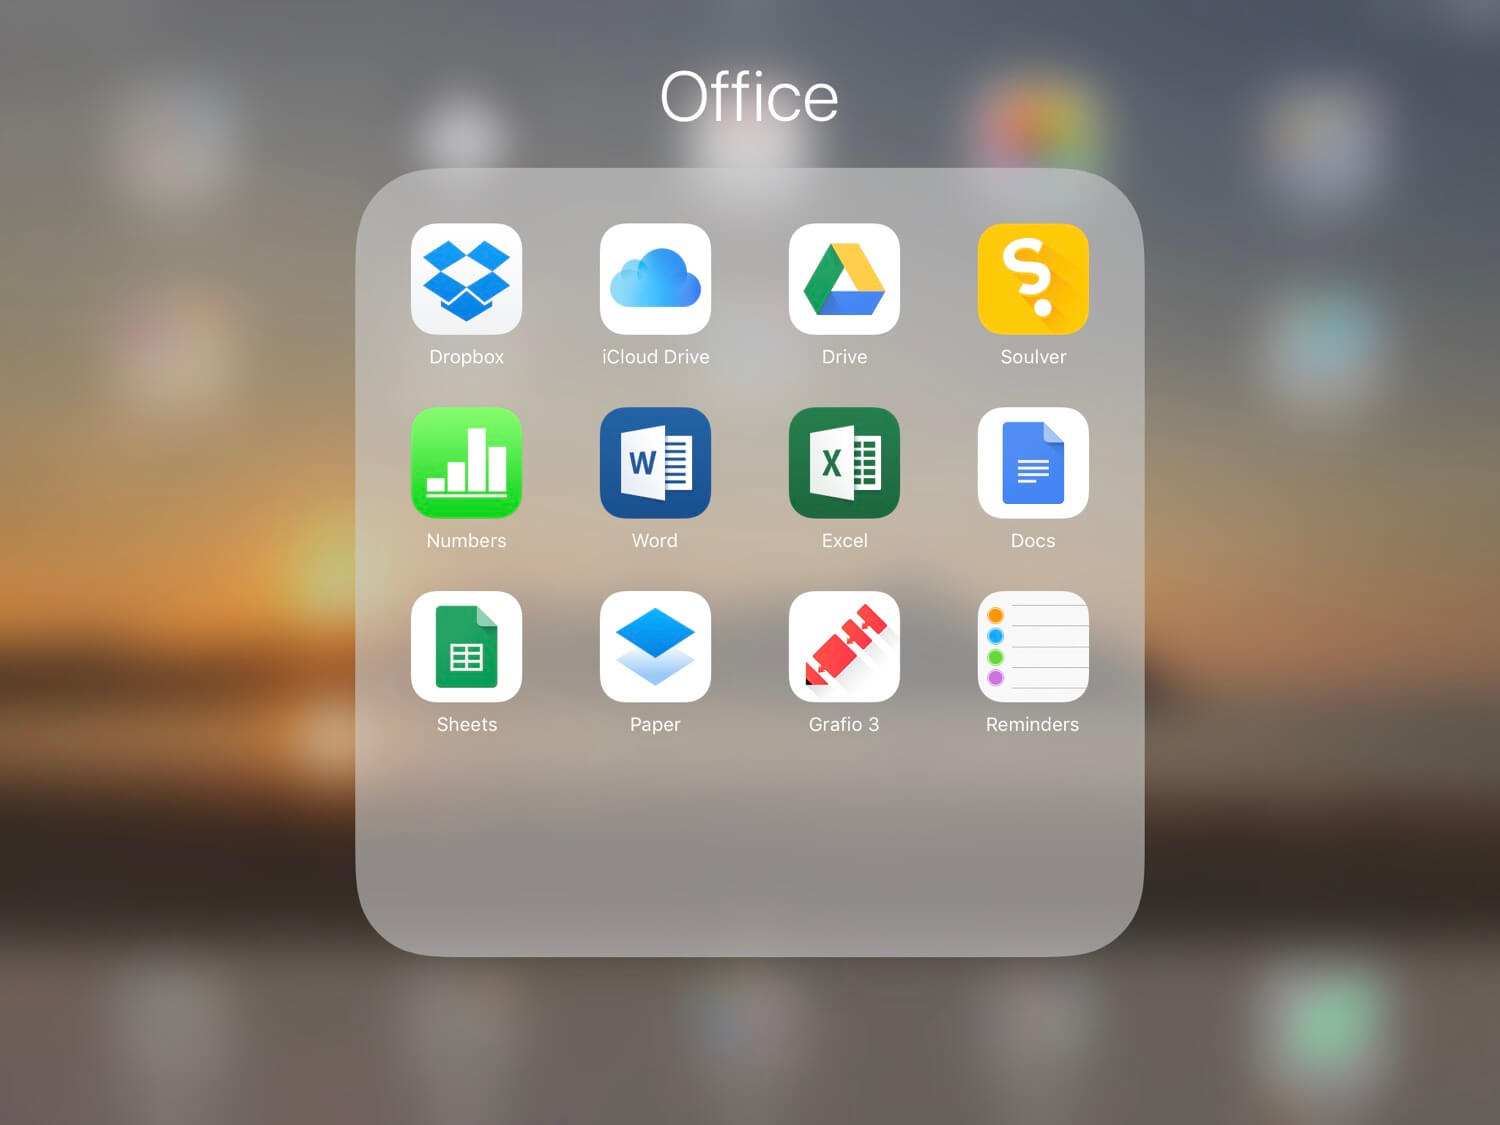 Office
Dropbox
iCloud Drive
Drive
Soulver
Numbers
W
Word
X
Excel
Docs
Sheets
Paper
Grafio 3
Reminders